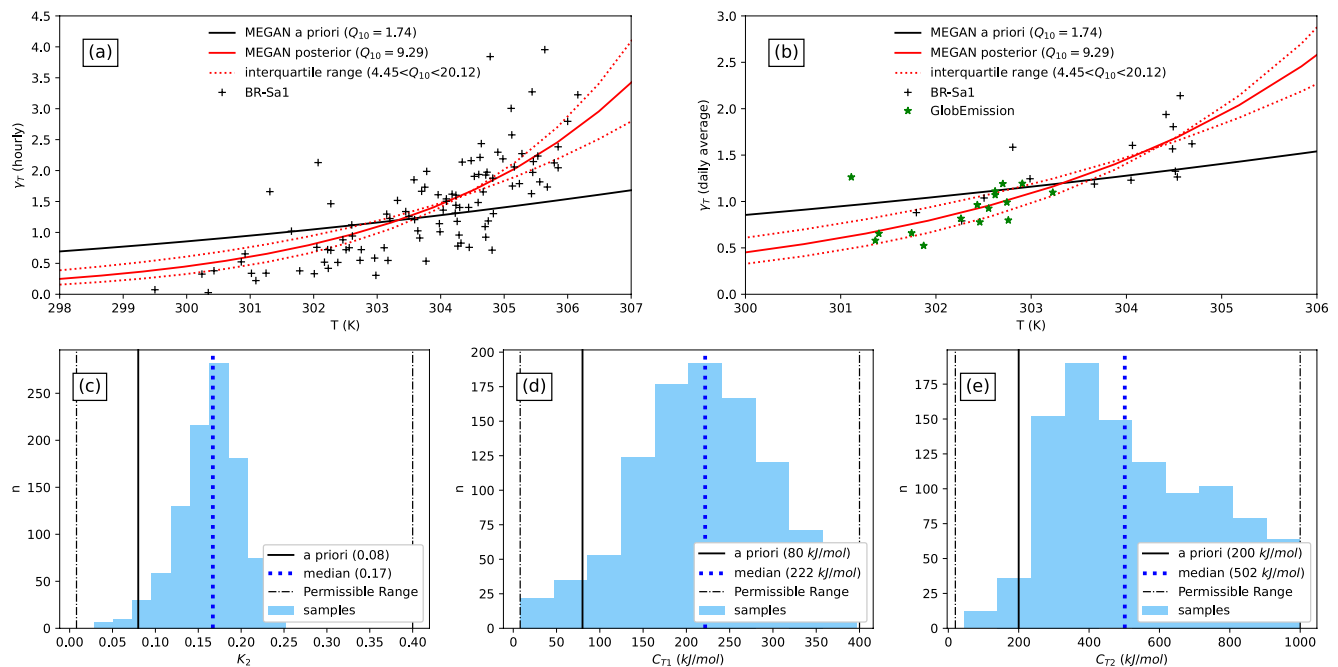 4.5
4.0
3.5
3.0
2.5
2.0
1.5
1.0
0.5
0.0
γT (hourly)
(a)
MEGAN a priori (Q10 = 1.74)
MEGAN posterior (Q10 = 9.29)
interquartile range (4.45<Q10<20.12)
BR-Sa1
298 299 300 301 302 303 304 305 306 307
T (K)
3.0
2.5
2.0
1.5
1.0
0.5
0.0
γT (daily average)
(b)
MEGAN a priori (Q10 = 1.74)
MEGAN posterior (Q10 = 9.29)
interquartile range (4.45<Q10<20.12)
BR-Sa1
GlobEmission
300 301 302 303 304 305 306
T (K)
250
200
150
100
50
0
n
(c)
a priori (0.08)
median (0.17)
Permissible Range
samples
0.00 0.05 0.10 0.15 0.20 0.25 0.30 0.35 0.40
K2
200
175
150
125
100
75
50
25
0
n
(d)
a priori (80 kJ/mol)
median (222 kJ/mol)
Permissible Range
samples
0 50 100 150 200 250 300 350 400
CT1 (kJ/mol)
175
150
125
100
75
50
25
0
n
(e)
a priori (200 kJ/mol)
median (502 kJ/mol)
Permissible Range
samples
200 400 600 800 1000
CT2 (kJ/mol)